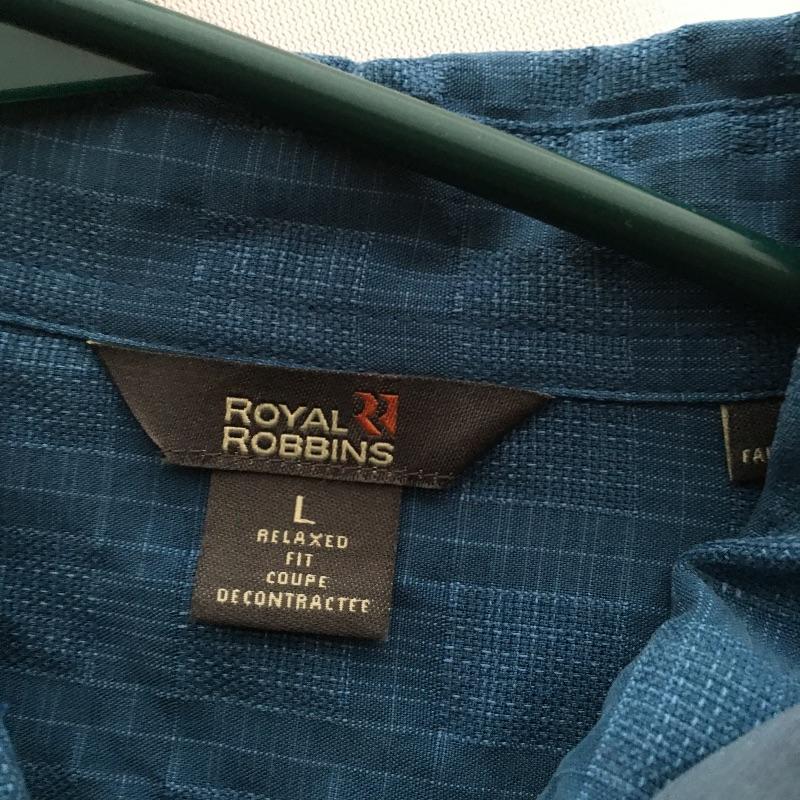 ROYAL
ROBBINS
L
RELAXED
FIT
COUPE
DECONTRACTEE